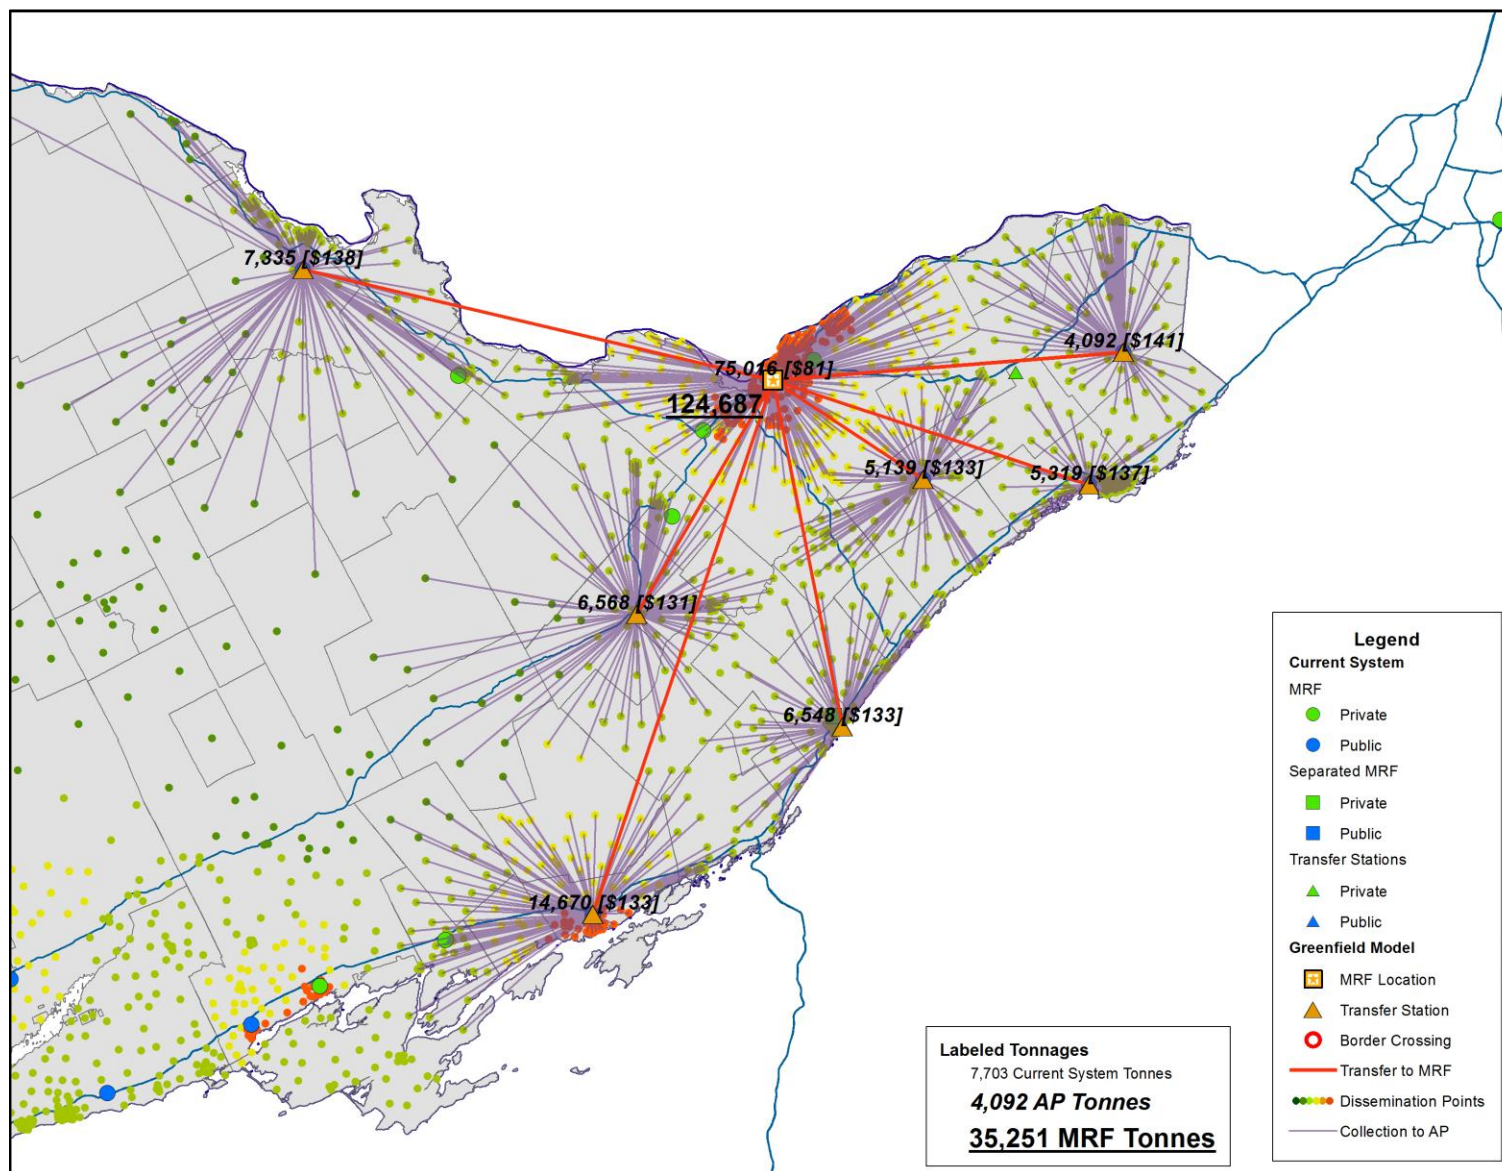 7,335 [$138]
4,092 [$141]
75,016 [$81]
124,687
5,139 [$133]
5,319 [$137]
6,568 [$131]
6,548 [$133]
14,670 [$133]
Legend
Current System
MRF
Private
Public
Separated MRF
Private
Public
Transfer Stations
Private
Public
Greenfield Model
MRF Location
Transfer Station
Border Crossing
Transfer to MRF
Dissemination Points
Collection to AP
Labeled Tonnages
7,703 Current System Tonnes
4,092 AP Tonnes
35,251 MRF Tonnes